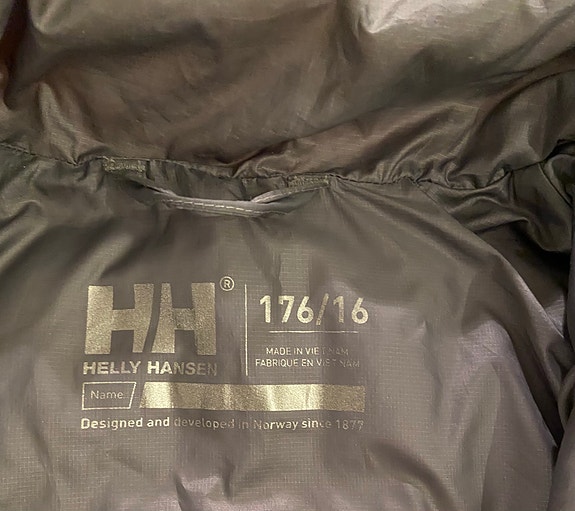 HH®
176/16
MADE IN VIETNAM
FABRIQUE EN VIETNAM
HELLY HANSEN
Name
Designed and developed in Norway since 1877